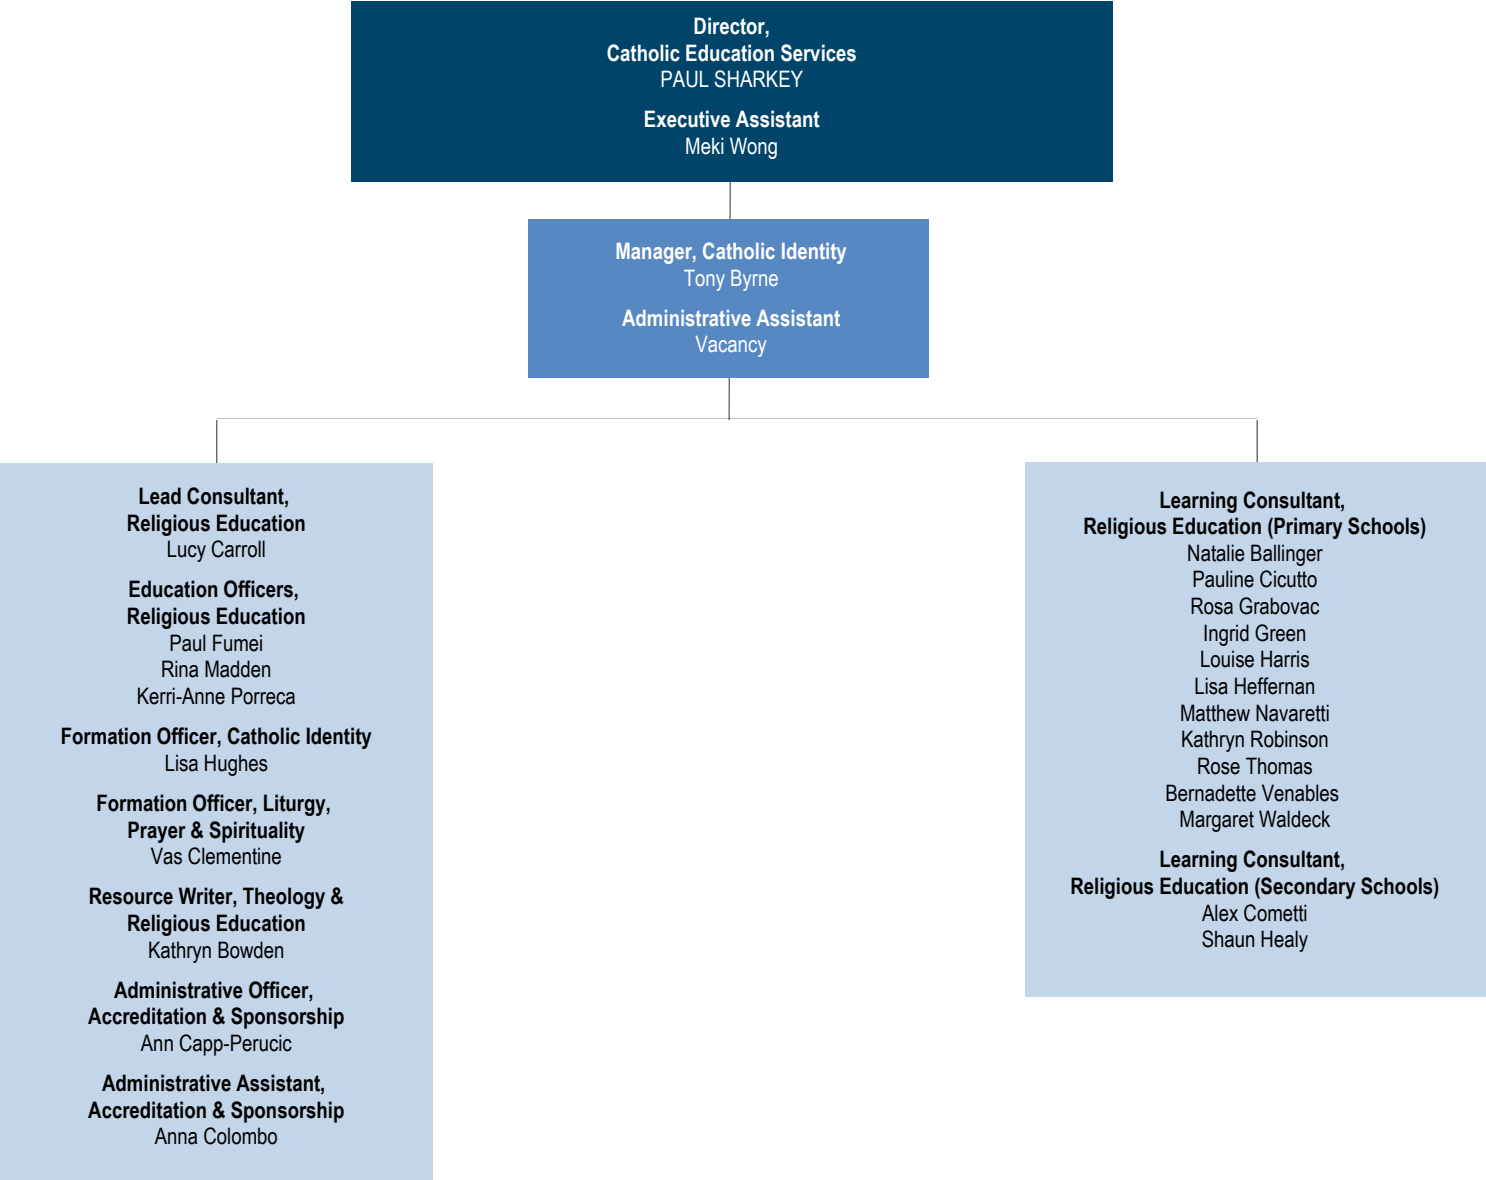 Director,
Catholic Education Services
PAUL SHARKEY
Executive Assistant
Meki Wong
Manager, Catholic Identity
Tony Byrne
Administrative Assistant
Vacancy
Lead Consultant,
Religious Education
Lucy Carroll
Education Officers,
Religious Education
Paul Fumei
Rina Madden
Kerri-Anne Porreca
Formation Officer, Catholic Identity
Lisa Hughes
Formation Officer, Liturgy,
Prayer & Spirituality
Vas Clementine
Resource Writer, Theology &
Religious Education
Kathryn Bowden
Administrative Officer,
Accreditation & Sponsorship
Ann Capp-Perucic
Administrative Assistant,
Accreditation & Sponsorship
Anna Colombo
Learning Consultant,
Religious Education (Primary Schools)
Natalie Ballinger
Pauline Cicutto
Rosa Grabovac
Ingrid Green
Louise Harris
Lisa Heffernan
Matthew Navaretti
Kathryn Robinson
Rose Thomas
Bernadette Venables
Margaret Waldeck
Learning Consultant,
Religious Education (Secondary Schools)
Alex Cometti
Shaun Healy